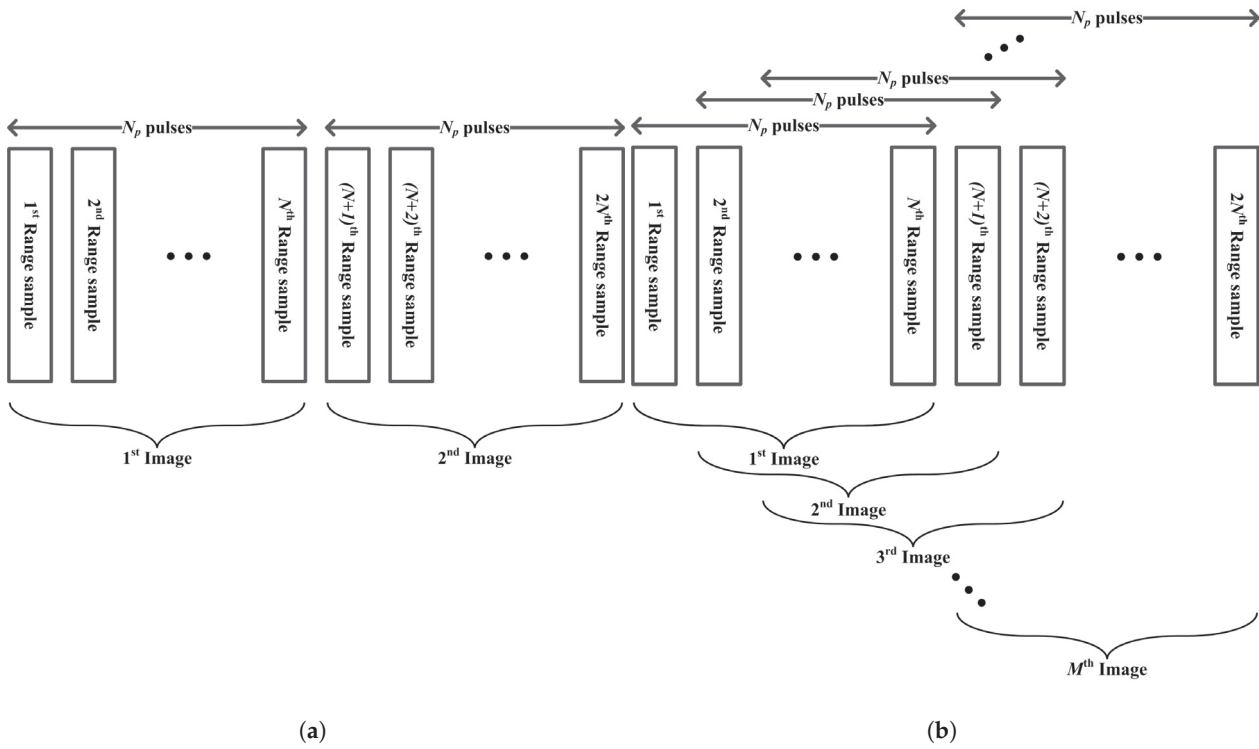 Nₚ pulses
Nₚ pulses
Nₚ pulses
Nₚ pulses
Nₚ pulses
Nₚ pulses
1ˢᵗ Range sample
2ⁿᵈ Range sample
Nᵗʰ Range sample
(N+1)ᵗʰ Range sample
(N+2)ᵗʰ Range sample
2Nᵗʰ Range sample
1ˢᵗ Range sample
2ⁿᵈ Range sample
Nᵗʰ Range sample
(N+1)ᵗʰ Range sample
(N+2)ᵗʰ Range sample
2Nᵗʰ Range sample
1ˢᵗ Image
2ⁿᵈ Image
1ˢᵗ Image
2ⁿᵈ Image
3ʳᵈ Image
Mᵗʰ Image
(a)
(b)